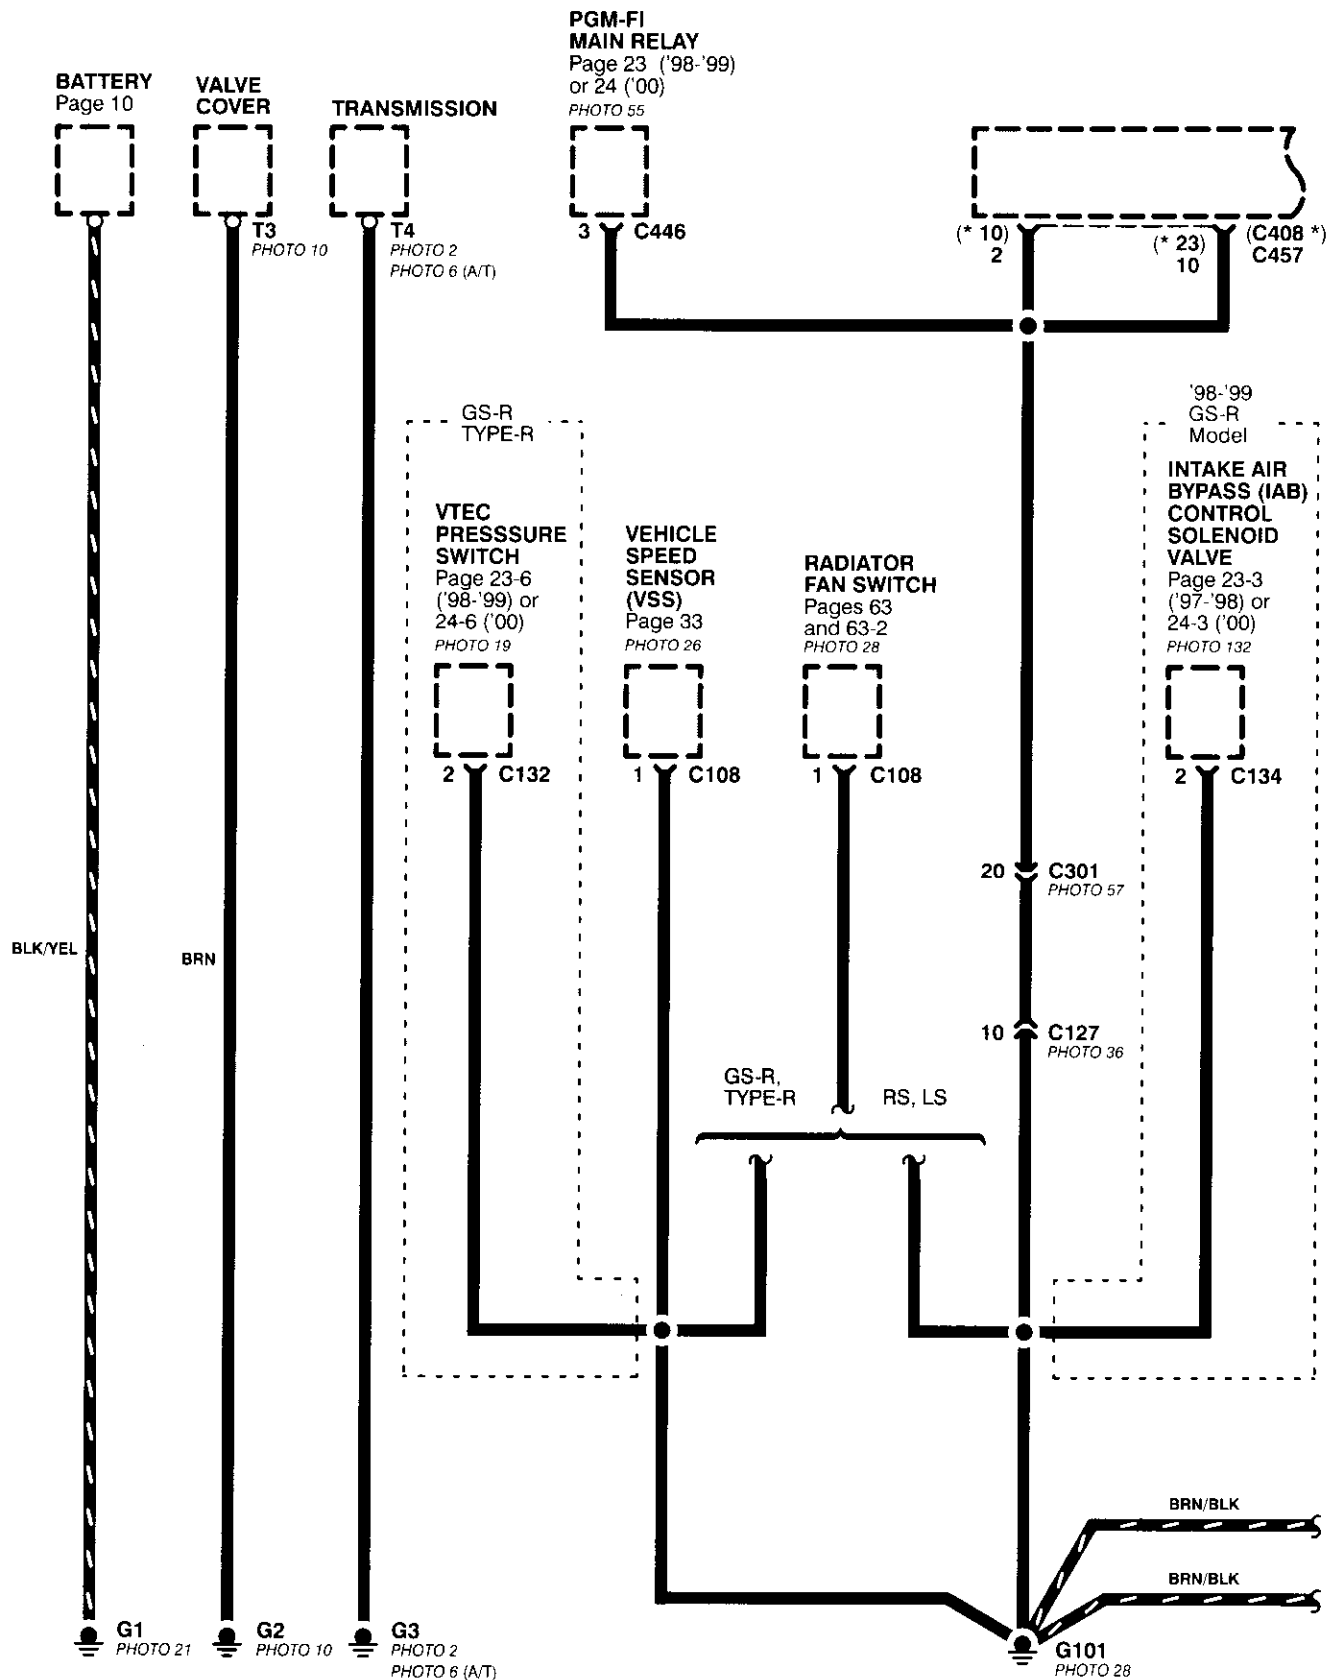 PGM-FI
MAIN RELAY
Page 23 ('98-'99)
or 24 ('00)
PHOTO 55
BATTERY
Page 10
VALVE
COVER
TRANSMISSION
T3
PHOTO 10
T4
PHOTO 2
PHOTO 6 (A/T)
3 C446
(* 10)
2
(* 23)
10
(C408 *)
C457
GS-R
TYPE-R
'98-'99
GS-R
Model
VTEC
PRESSSURE
SWITCH
Page 23-6
('98-'99) or
24-6 ('00)
PHOTO 19
VEHICLE
SPEED
SENSOR
(VSS)
Page 33
PHOTO 26
RADIATOR
FAN SWITCH
Pages 63
and 63-2
PHOTO 28
INTAKE AIR
BYPASS (IAB)
CONTROL
SOLENOID
VALVE
Page 23-3
('97-'98) or
24-3 ('00)
PHOTO 132
2 C132
1 C108
1 C108
2 C134
20 C301
PHOTO 57
BLK/YEL
BRN
10 C127
PHOTO 36
GS-R,
TYPE-R
RS, LS
BRN/BLK
BRN/BLK
G1
PHOTO 21
G2
PHOTO 10
G3
PHOTO 2
PHOTO 6 (A/T)
G101
PHOTO 28